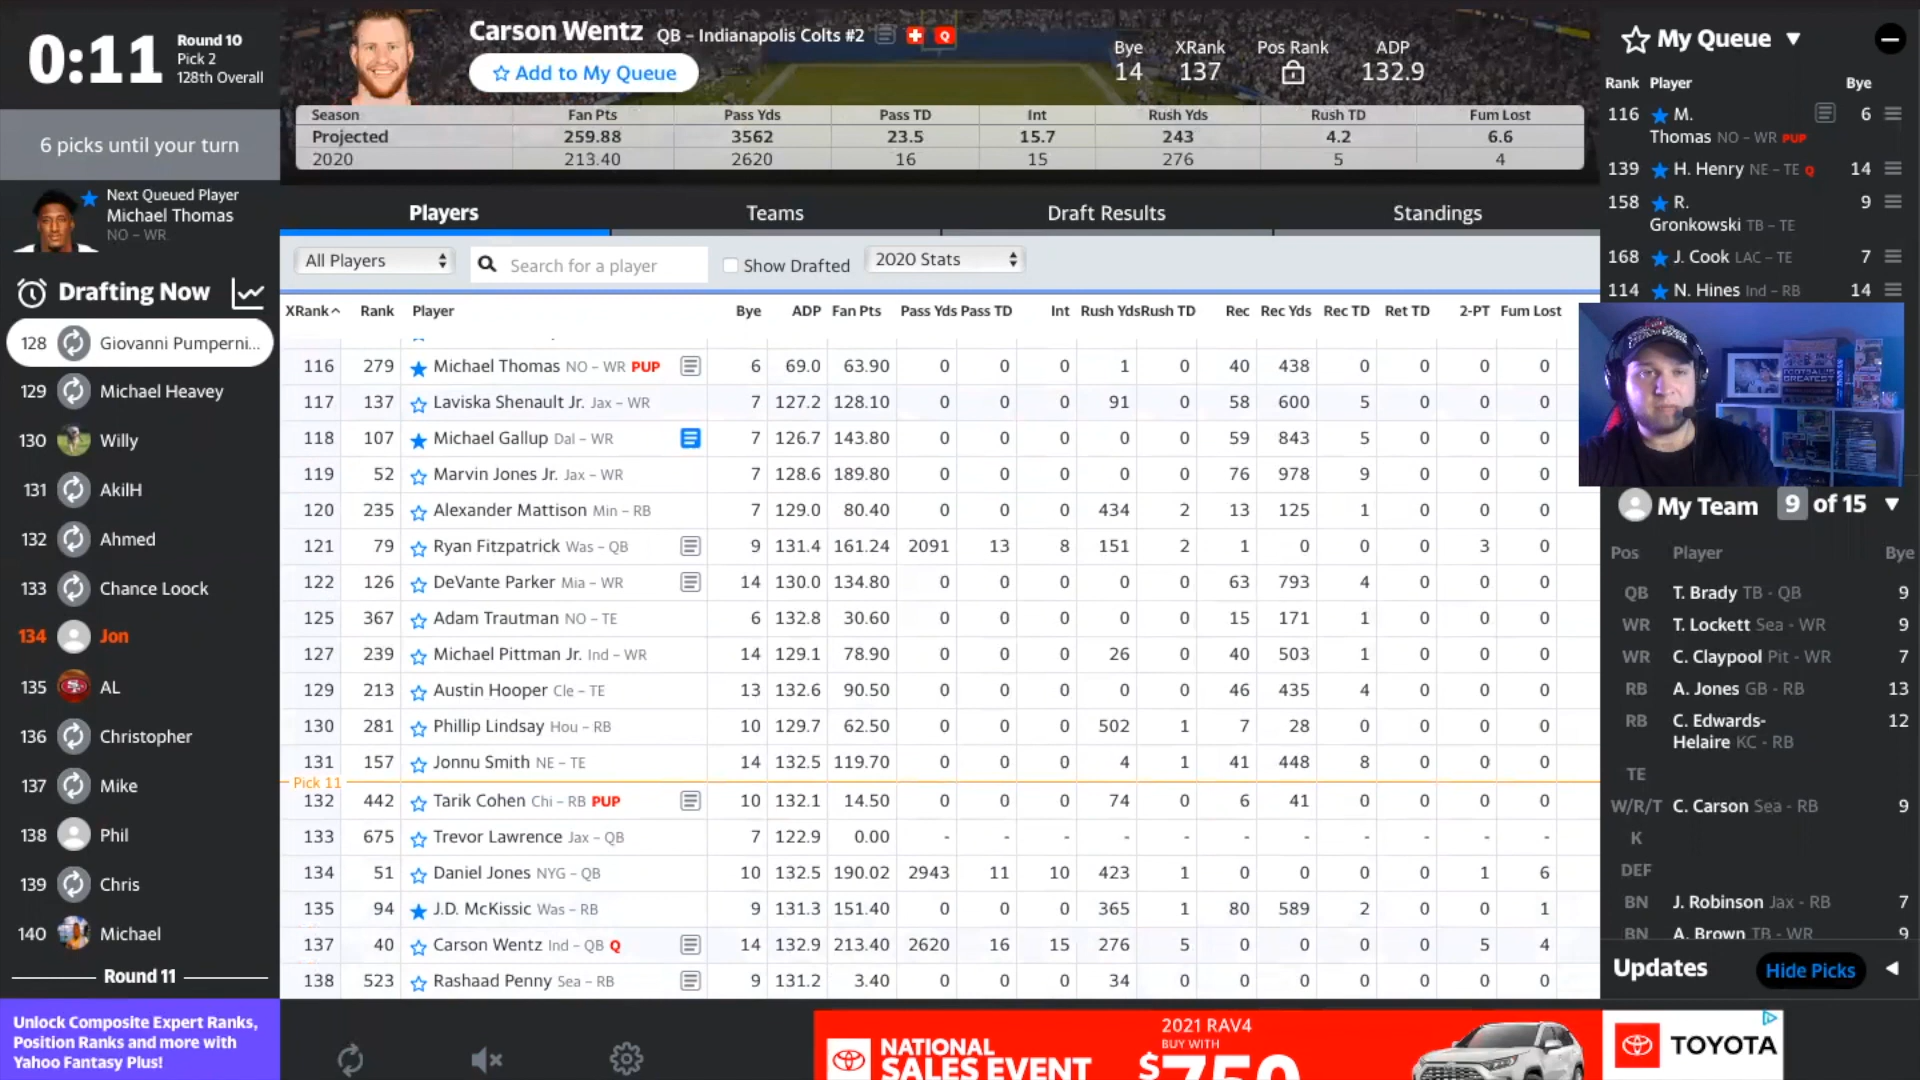 0:11
Round 10
Pick 2
128th Overall
6 picks until your turn
Next Queued Player
Michael Thomas
NO – WR
Drafting Now
128 Giovanni Pumperni...
129 Michael Heavey
130 Willy
131 AkilH
132 Ahmed
133 Chance Loock
134 Jon
135 AL
136 Christopher
137 Mike
138 Phil
139 Chris
140 Michael
Round 11
Unlock Composite Expert Ranks,
Position Ranks and more with
Yahoo Fantasy Plus!
Carson Wentz QB – Indianapolis Colts #2 Q
Add to My Queue
Bye XRank Pos Rank ADP
14 137 132.9
Season Fan Pts Pass Yds Pass TD Int Rush Yds Rush TD Fum Lost
Projected 259.88 3562 23.5 15.7 243 4.2 6.6
2020 213.40 2620 16 15 276 5 4
Players Teams Draft Results Standings
All Players Search for a player Show Drafted 2020 Stats
XRank Rank Player Bye ADP Fan Pts Pass Yds Pass TD Int Rush Yds Rush TD Rec Rec Yds Rec TD Ret TD 2-PT Fum Lost
116 279 Michael Thomas NO – WR PUP 6 69.0 63.90 0 0 0 1 0 40 438 0 0 0 0
117 137 Laviska Shenault Jr. Jax – WR 7 127.2 128.10 0 0 0 91 0 58 600 5 0 0 0
118 107 Michael Gallup Dal – WR 7 126.7 143.80 0 0 0 0 0 59 843 5 0 0 0
119 52 Marvin Jones Jr. Jax – WR 7 128.6 189.80 0 0 0 0 0 76 978 9 0 0 0
120 235 Alexander Mattison Min – RB 7 129.0 80.40 0 0 0 434 2 13 125 1 0 0 0
121 79 Ryan Fitzpatrick Was – QB 9 131.4 161.24 2091 13 8 151 2 1 0 0 0 3 0
122 126 DeVante Parker Mia – WR 14 130.0 134.80 0 0 0 0 0 63 793 4 0 0 0
125 367 Adam Trautman NO – TE 6 132.8 30.60 0 0 0 0 0 15 171 1 0 0 0
127 239 Michael Pittman Jr. Ind – WR 14 129.1 78.90 0 0 0 26 0 40 503 1 0 0 0
129 213 Austin Hooper Cle – TE 13 132.6 90.50 0 0 0 0 0 46 435 4 0 0 0
130 281 Phillip Lindsay Hou – RB 10 129.7 62.50 0 0 0 502 1 7 28 0 0 0 0
131 157 Jonnu Smith NE – TE 14 132.5 119.70 0 0 0 4 1 41 448 8 0 0 0
Pick 11
132 442 Tarik Cohen Chi – RB PUP 10 132.1 14.50 0 0 0 74 0 6 41 0 0 0 0
133 675 Trevor Lawrence Jax – QB 7 122.9 0.00 - - - - - - - - - - -
134 51 Daniel Jones NYG – QB 10 132.5 190.02 2943 11 10 423 1 0 0 0 0 1 6
135 94 J.D. McKissic Was – RB 9 131.3 151.40 0 0 0 365 1 80 589 2 0 0 1
137 40 Carson Wentz Ind – QB Q 14 132.9 213.40 2620 16 15 276 5 0 0 0 0 5 4
138 523 Rashaad Penny Sea – RB 9 131.2 3.40 0 0 0 34 0 0 0 0 0 0 0
My Queue
Rank Player Bye
116 M. 6
Thomas NO – WR PUP
139 H. Henry NE – TE Q 14
158 R. 9
Gronkowski TB – TE
168 J. Cook LAC – TE 7
114 N. Hines Ind – RB 14
FOOTBALL'S
GREATEST
My Team 9 of 15
Pos Player Bye
QB T. Brady TB - QB 9
WR T. Lockett Sea - WR 9
WR C. Claypool Pit - WR 7
RB A. Jones GB - RB 13
RB C. Edwards- 12
Helaire KC - RB
TE
W/R/T C. Carson Sea - RB 9
K
DEF
BN J. Robinson Jax - RB 7
BN A. Brown TB - WR 9
Updates Hide Picks
NATIONAL
SALES EVENT
2021 RAV4
BUY WITH
$750
TOYOTA